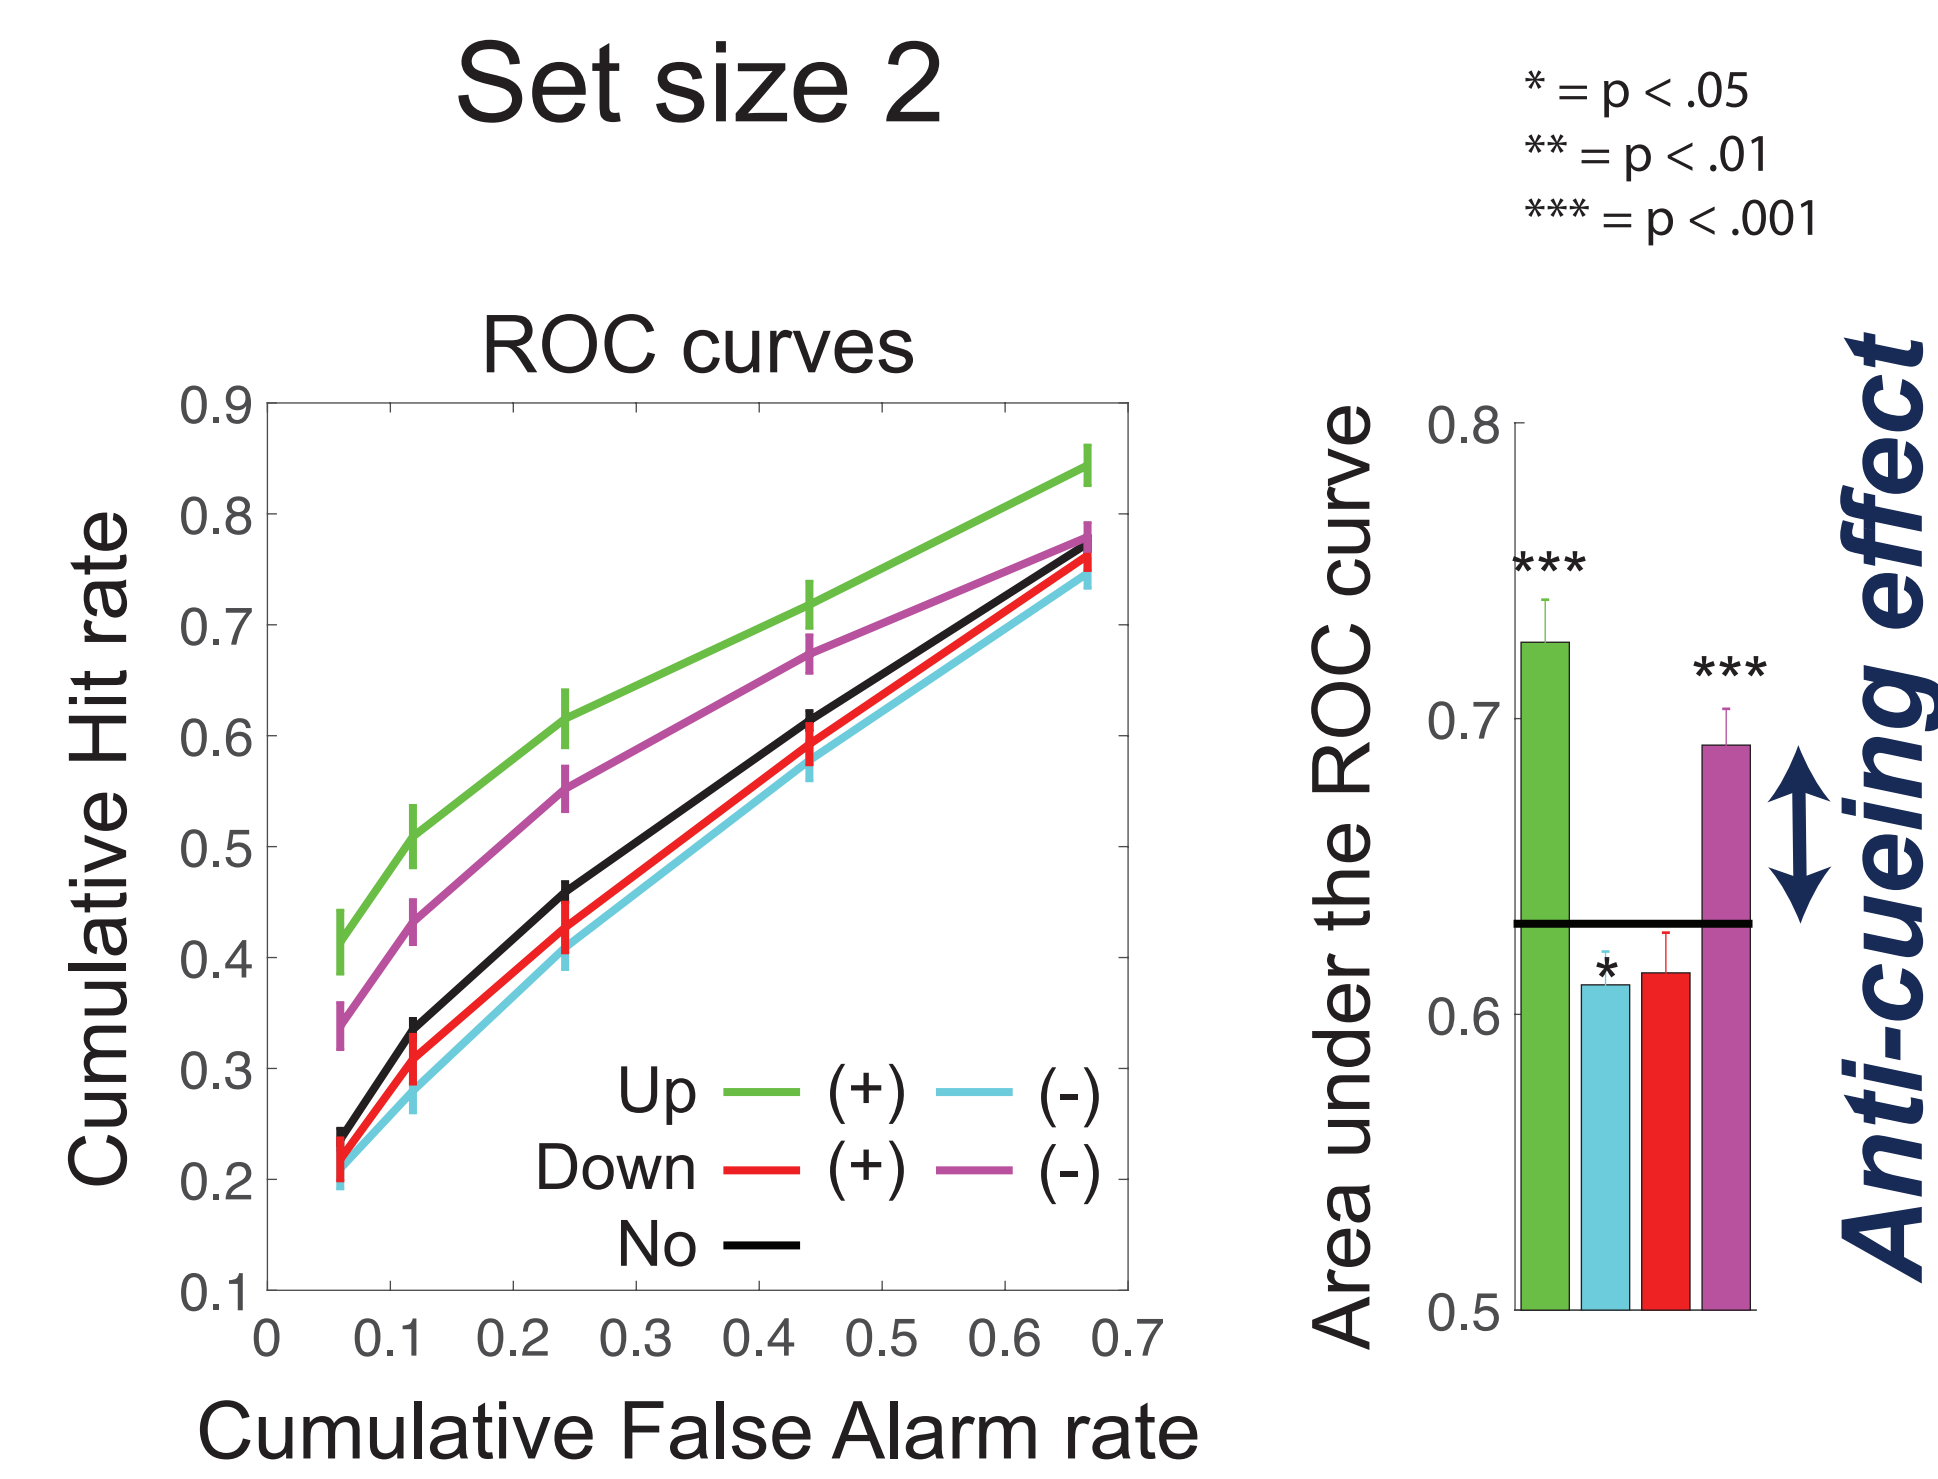 Set size 2
* = p < .05
** = p < .01
*** = p < .001
ROC curves
0.9
0.8
0.7
0.6
0.5
0.4
0.3
0.2
0.1
Cumulative Hit rate
Up (+) (-)
Down (+) (-)
No
0 0.1 0.2 0.3 0.4 0.5 0.6 0.7
Cumulative False Alarm rate
Area under the ROC curve
0.8
0.7
0.6
0.5
***
*
***
Anti-cueing effect